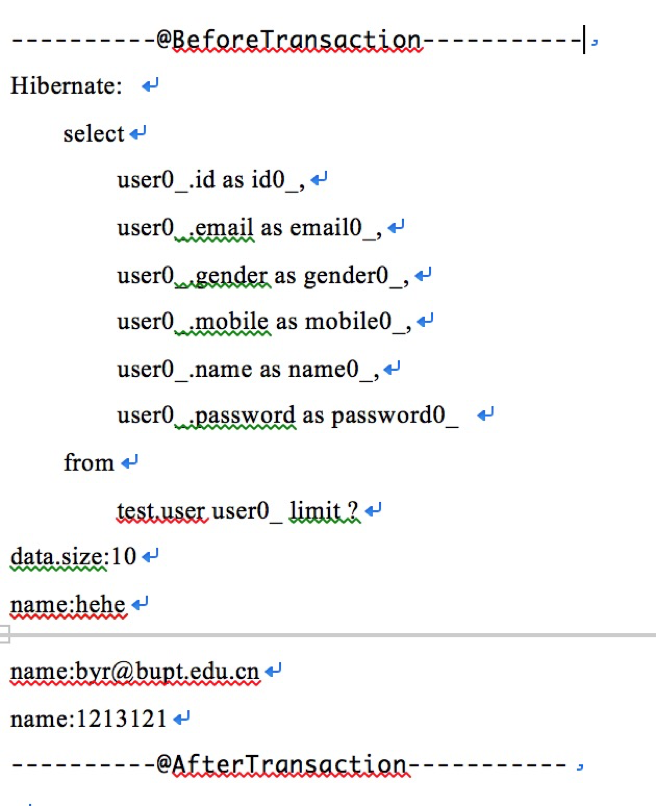 ----------@BeforeTransaction-----------
Hibernate:
select
user0_.id as id0_,
user0_.email as email0_,
user0_.gender as gender0_,
user0_.mobile as mobile0_,
user0_.name as name0_,
user0_.password as password0_
from
test.user user0_ limit ?
data.size:10
name:hehe
name:byr@bupt.edu.cn
name:1213121
----------@AfterTransaction-----------